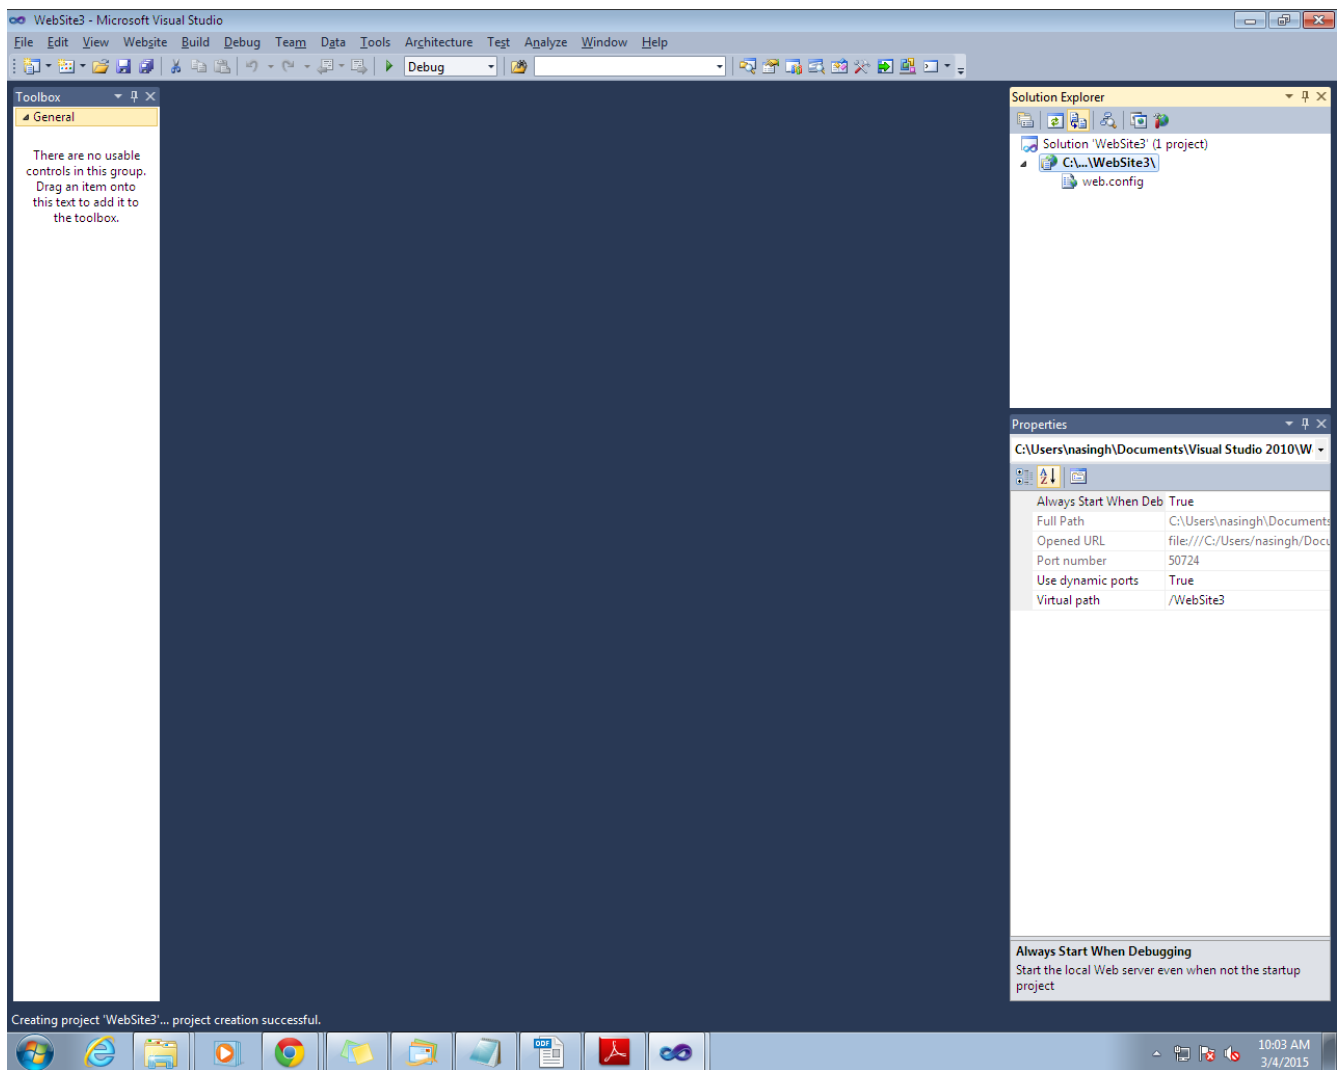 WebSite3 - Microsoft Visual Studio
File Edit View Website Build Debug Team Data Tools Architecture Test Analyze Window Help
Debug
Toolbox
General
There are no usable
controls in this group.
Drag an item onto
this text to add it to
the toolbox.
Solution Explorer
Solution 'WebSite3' (1 project)
C:\...\WebSite3\
web.config
Properties
C:\Users\nasingh\Documents\Visual Studio 2010\W
Always Start When Deb True
Full Path C:\Users\nasingh\Documents
Opened URL file:///C:/Users/nasingh/Docu
Port number 50724
Use dynamic ports True
Virtual path /WebSite3
Always Start When Debugging
Start the local Web server even when not the startup
project
Creating project 'WebSite3'... project creation successful.
ODF
10:03 AM
3/4/2015